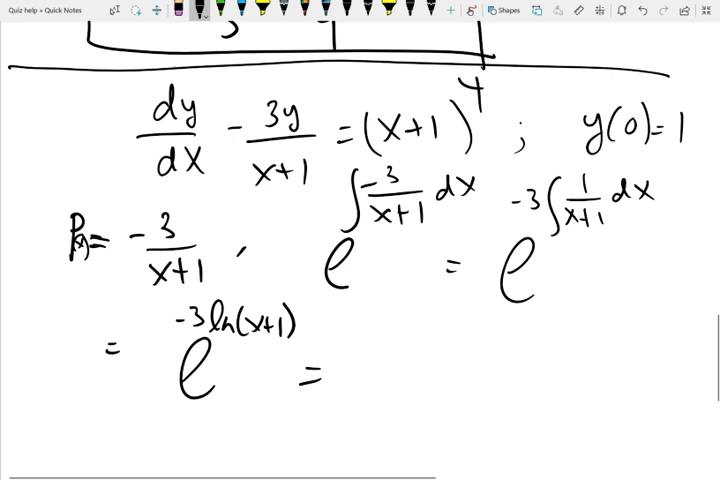 Quiz help » Quick Notes
Shapes
3
dy/dx - 3y/(x+1) = (x+1)^4 ; y(0)=1
P(x) = -3/(x+1) , e^(∫ -3/(x+1) dx) = e^(-3∫ 1/(x+1) dx)
= e^(-3ln(x+1)) =